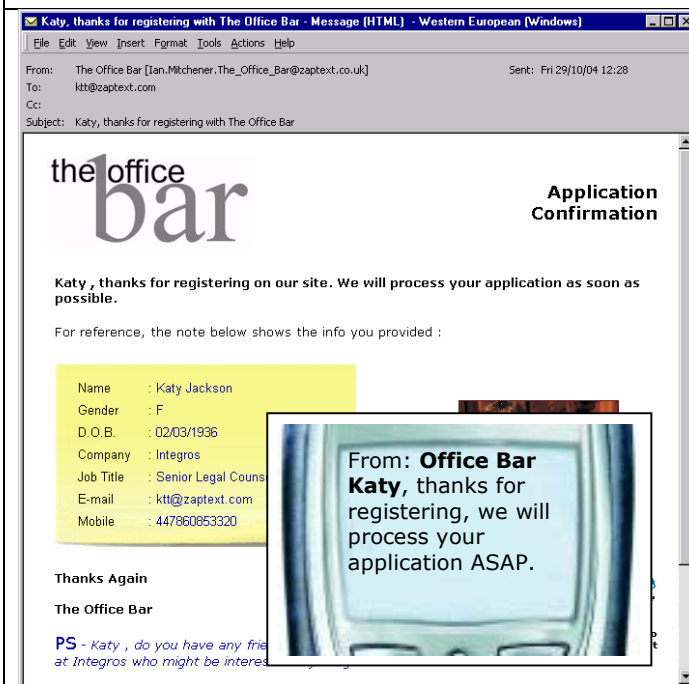 Katy, thanks for registering with The Office Bar - Message (HTML) - Western European (Windows)
File Edit View Insert Format Tools Actions Help
From: The Office Bar [Ian.Mitchener.The_Office_Bar@zaptext.co.uk] Sent: Fri 29/10/04 12:28
To: ktt@zaptext.com
Cc:
Subject: Katy, thanks for registering with The Office Bar
the office
bar
Application
Confirmation
Katy , thanks for registering on our site. We will process your application as soon as
possible.
For reference, the note below shows the info you provided :
Name : Katy Jackson
Gender : F
D.O.B. : 02/03/1936
Company : Integros
Job Title : Senior Legal
E-mail : ktt@zaptext.com
Mobile : 447860853320
From: Office Bar
Katy, thanks for
registering, we will
process your
application ASAP.
Thanks Again
The Office Bar
PS - Katy , do you have any
at Integros who might be